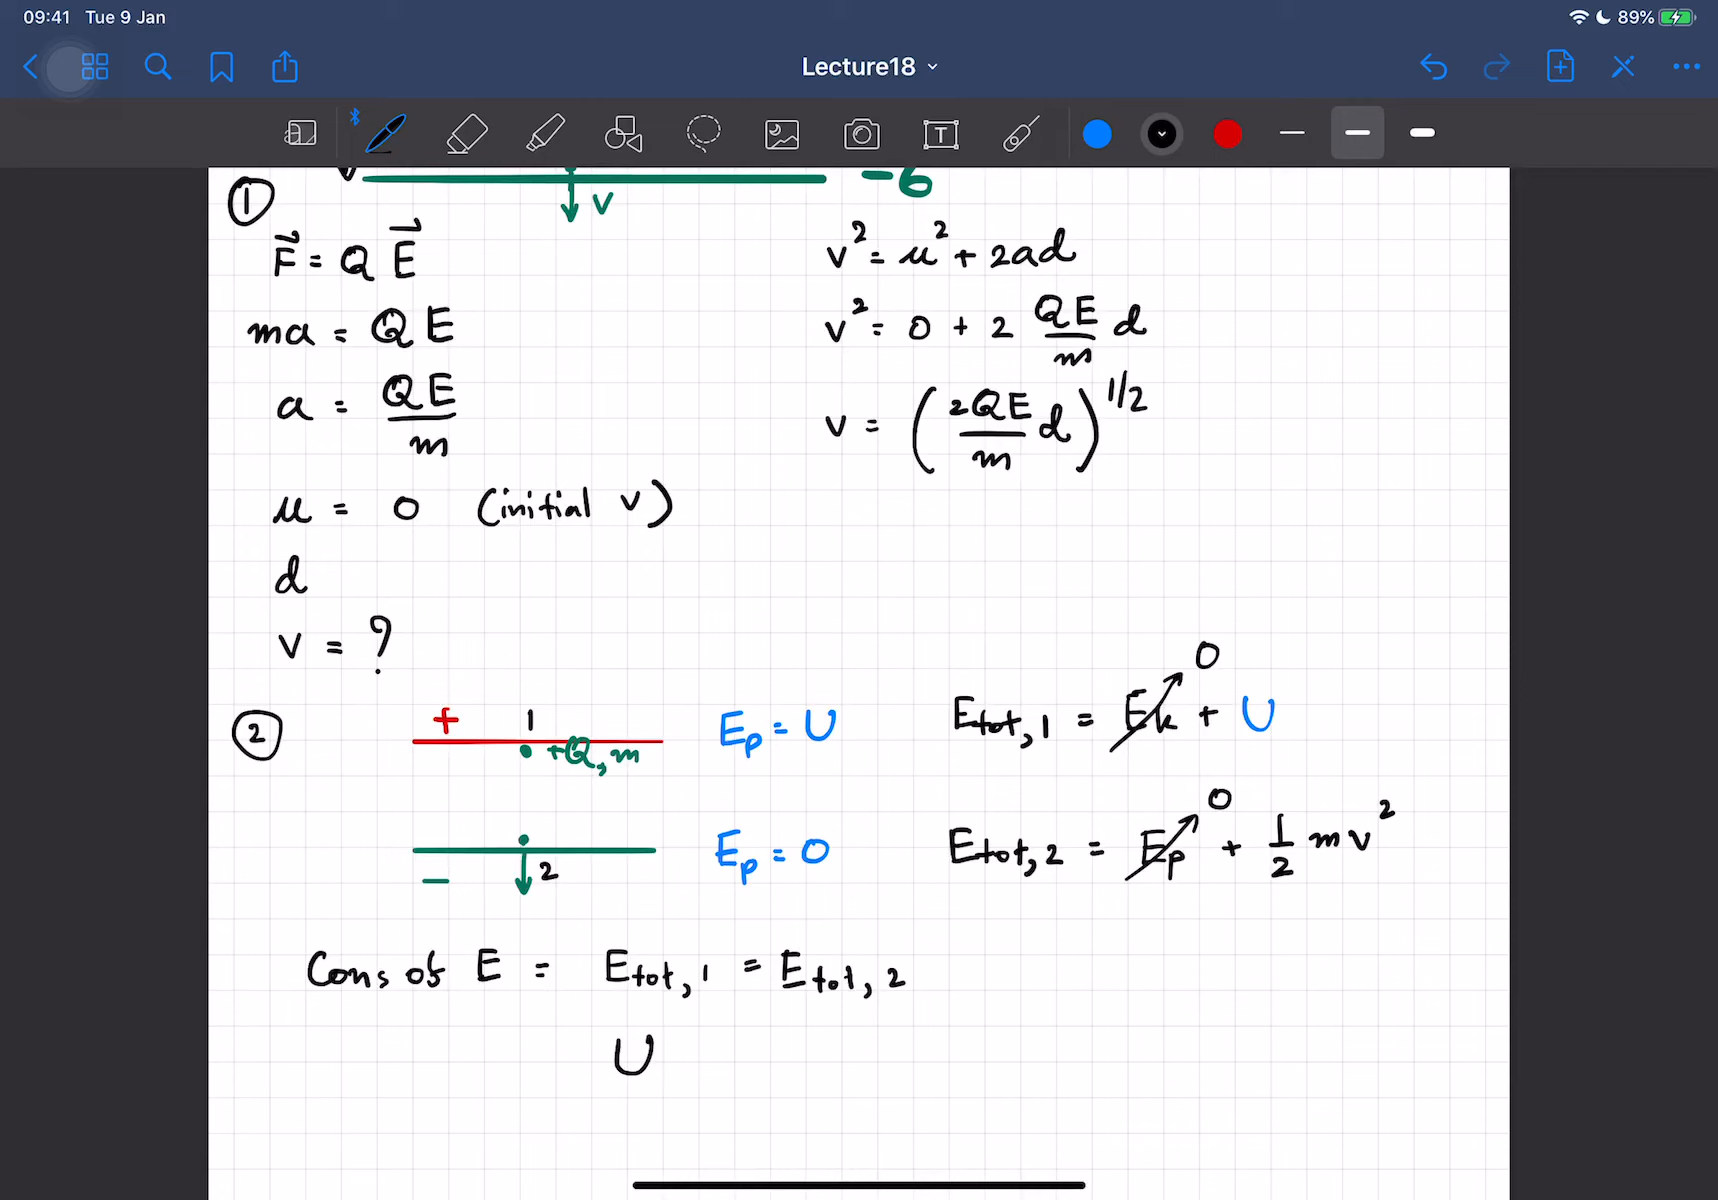 09:41 Tue 9 Jan 89%
Lecture18
T
-6
① v
F⃗ = Q E⃗
ma = Q E
a = QE/m
u = 0 (initial v)
d
v = ?
v² = u² + 2ad
v² = 0 + 2 QE/m d
v = (2QE/m d)^1/2
②
+ 1
+Q, m
Ep = U
Etot,1 = Ek + U
0
- 2
Ep = 0
Etot,2 = Ep + 1/2 mv²
0
Cons of E = Etot,1 = Etot,2
U